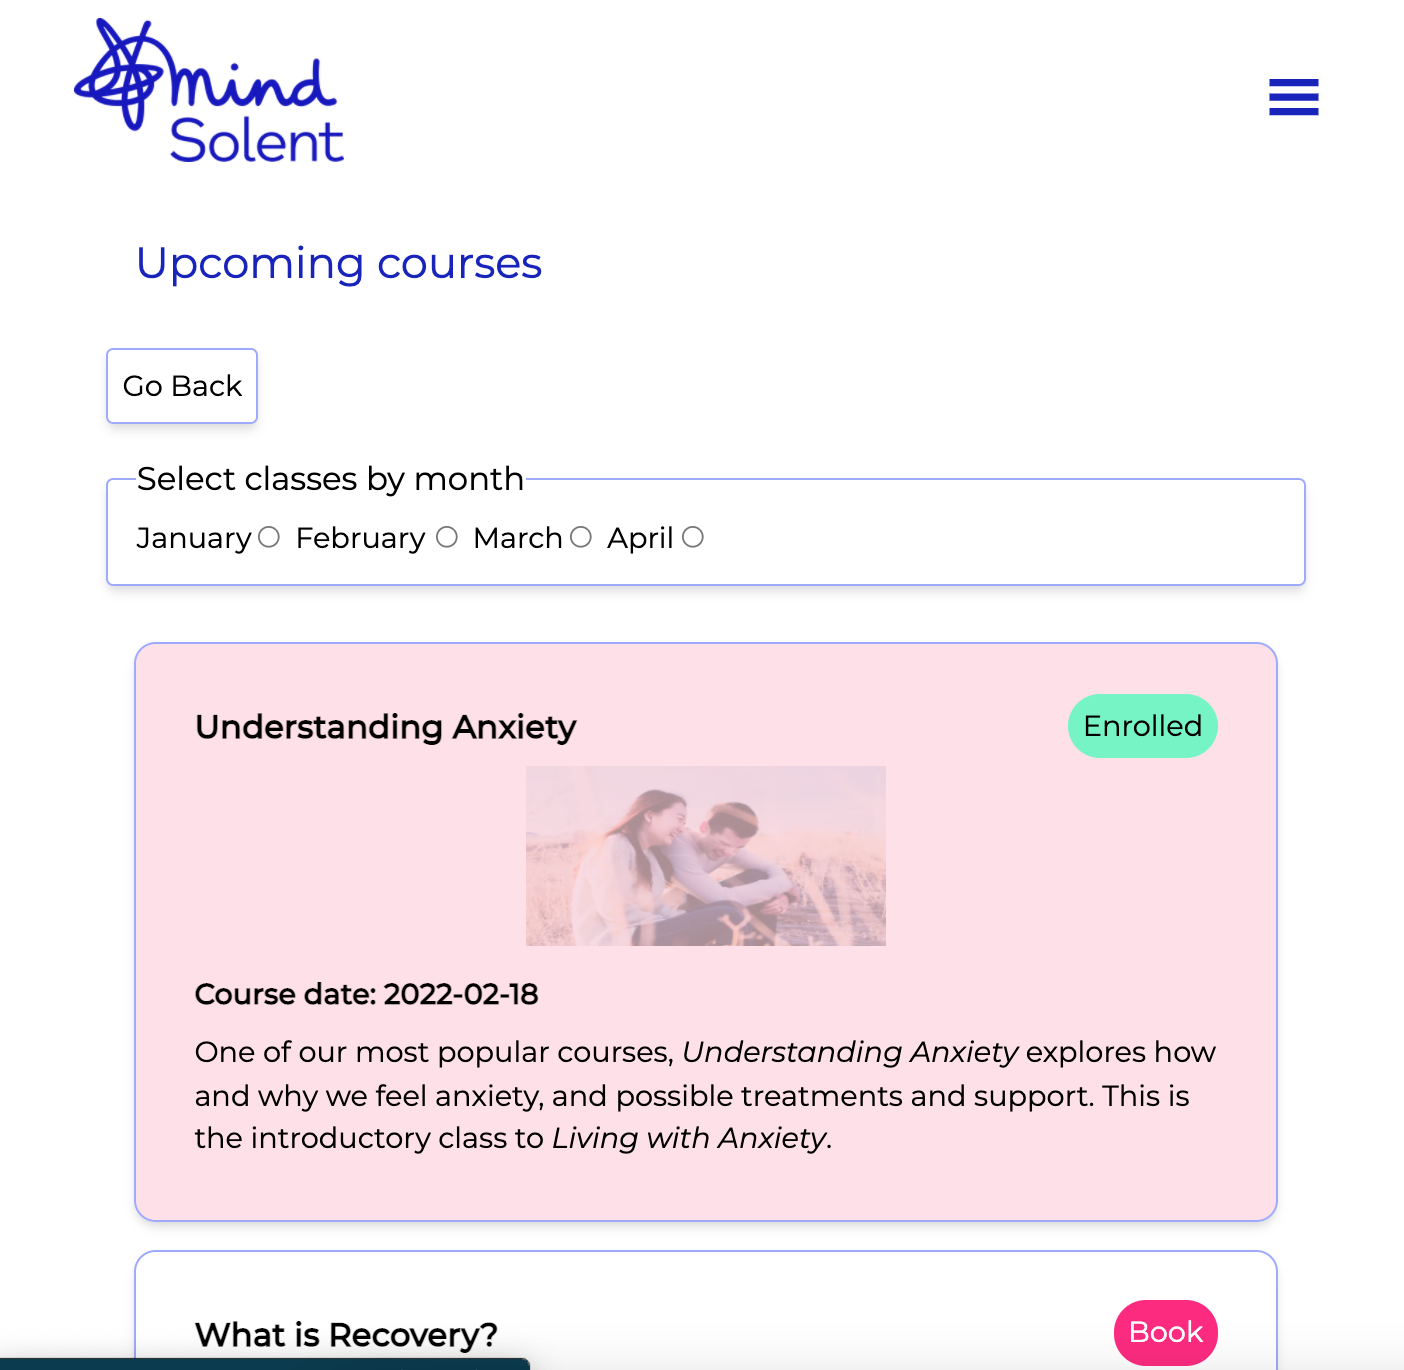 mind
Solent
Upcoming courses
Go Back
Select classes by month
January February March April
Understanding Anxiety Enrolled
Course date: 2022-02-18
One of our most popular courses, Understanding Anxiety explores how
and why we feel anxiety, and possible treatments and support. This is
the introductory class to Living with Anxiety.
What is Recovery? Book